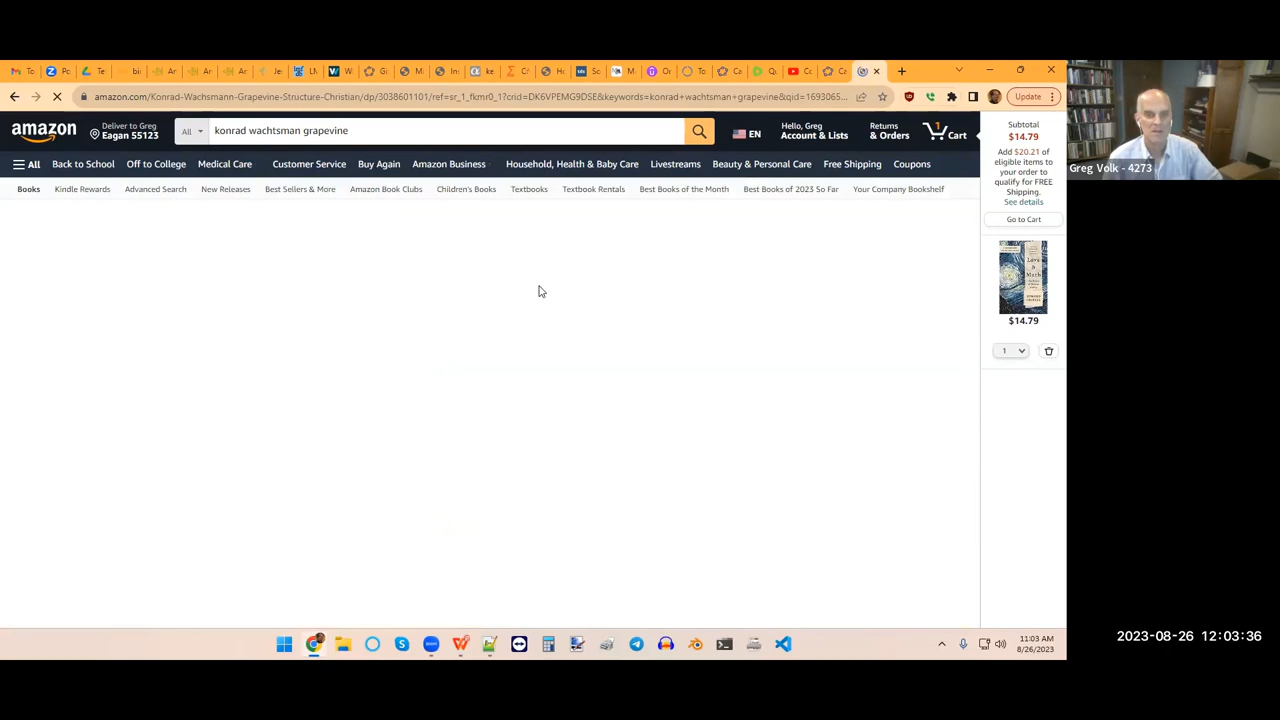 amazon.com/Konrad-Wachsmann-Grapevine-Structure-Christian/dp/3038601101/ref=sr_1_fkmr0_1?crid=DK6VPEMG9DSE&keywords=konrad+wachtsman+grapevine&qid=1693065...
Update
amazon
Deliver to Greg
Eagan 55123
All
konrad wachtsman grapevine
EN
Hello, Greg
Account & Lists
Returns
& Orders
1
Cart
All
Back to School
Off to College
Medical Care
Customer Service
Buy Again
Amazon Business
Household, Health & Baby Care
Livestreams
Beauty & Personal Care
Free Shipping
Coupons
Books
Kindle Rewards
Advanced Search
New Releases
Best Sellers & More
Amazon Book Clubs
Children's Books
Textbooks
Textbook Rentals
Best Books of the Month
Best Books of 2023 So Far
Your Company Bookshelf
Subtotal
$14.79
Add $20.21 of
eligible items to
your order to
qualify for FREE
Shipping.
See details
Go to Cart
Love
& Math
$14.79
1
Greg Volk - 4273
11:03 AM
8/26/2023
2023-08-26 12:03:36